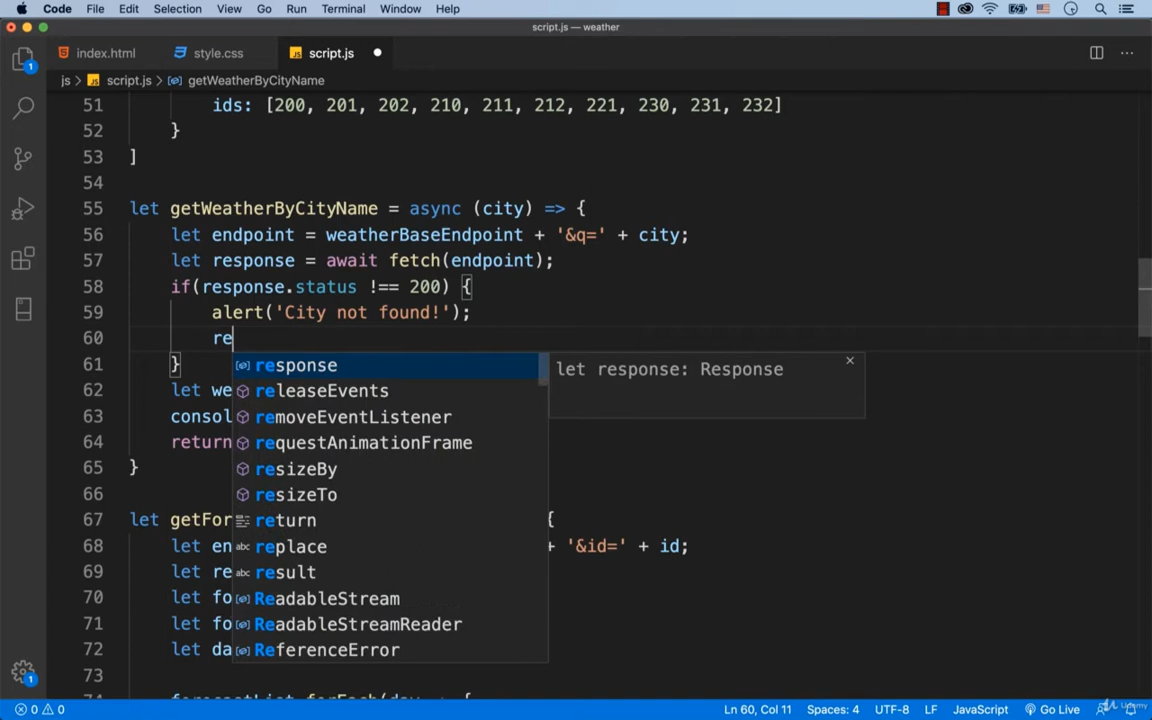 Code File Edit Selection View Go Run Terminal Window Help
script.js — weather
index.html style.css script.js
js > script.js > getWeatherByCityName
51 ids: [200, 201, 202, 210, 211, 212, 221, 230, 231, 232]
52 }
53 ]
54
55 let getWeatherByCityName = async (city) => {
56 let endpoint = weatherBaseEndpoint + '&q=' + city;
57 let response = await fetch(endpoint);
58 if(response.status !== 200) {
59 alert('City not found!');
60 re
61 }
response let response: Response
62 let we
releaseEvents
63 consol
removeEventListener
64 return
requestAnimationFrame
65 }
resizeBy
66
resizeTo
67 let getFor {
return
68 let en + '&id=' + id;
abc replace
69 let re
abc result
70 let fo
ReadableStream
71 let fo
ReadableStreamReader
72 let da
ReferenceError
73
forecastList.forEach(day => {
0 0 Ln 60, Col 11 Spaces: 4 UTF-8 LF JavaScript Go Live
Udemy